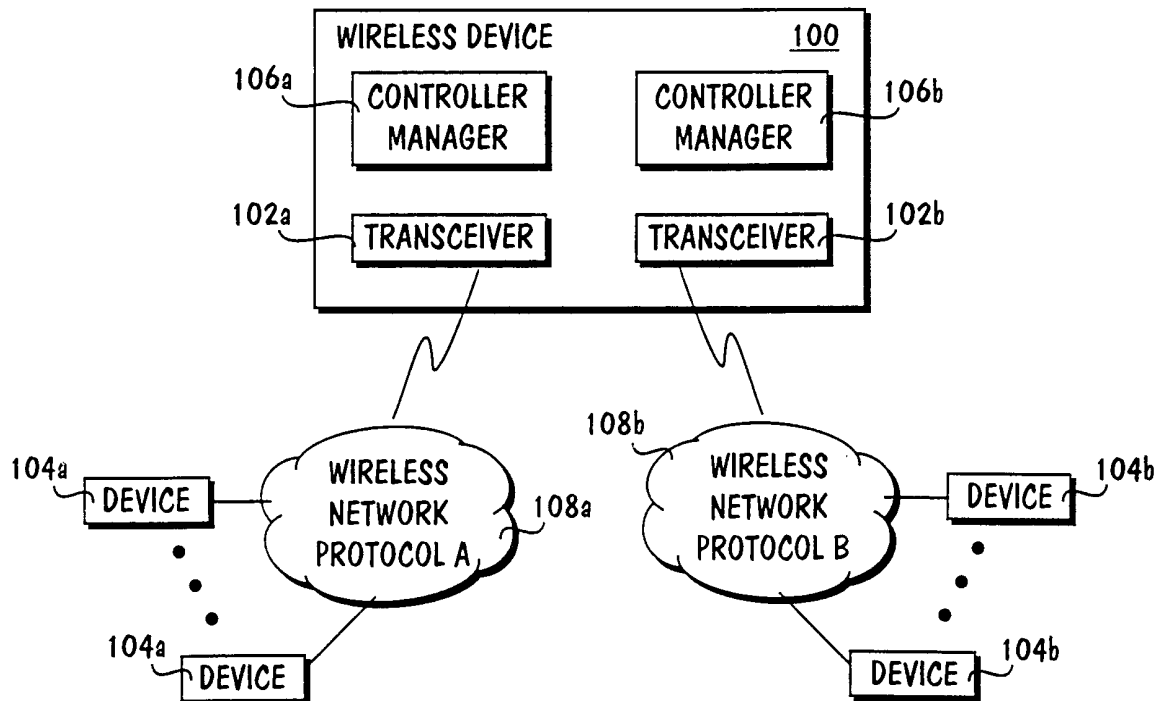 WIRELESS DEVICE 100
106a CONTROLLER MANAGER
CONTROLLER MANAGER 106b
102a TRANSCEIVER
TRANSCEIVER 102b
108b
104a DEVICE
WIRELESS NETWORK PROTOCOL A
108a
WIRELESS NETWORK PROTOCOL B
DEVICE 104b
104a DEVICE
DEVICE 104b